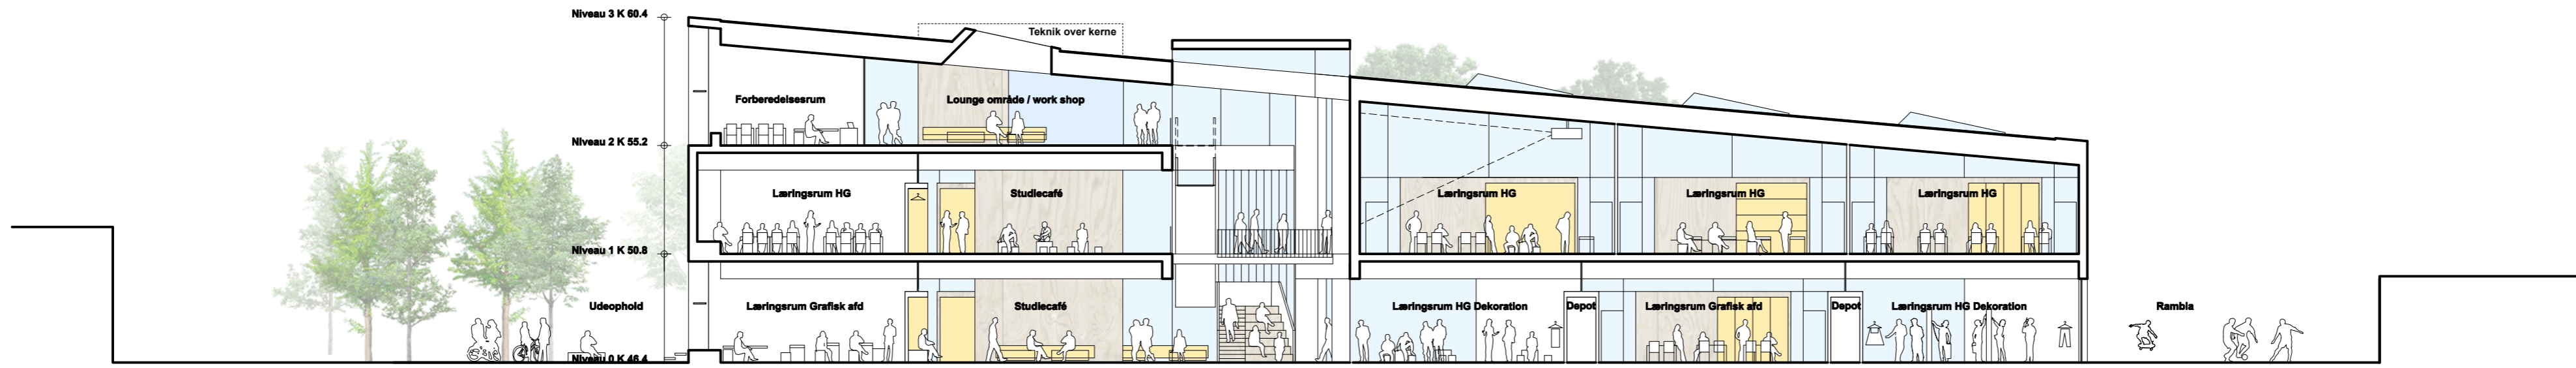 Niveau 3 K 60.4
Teknik over kerne
Forberedelsesrum
Lounge område / work shop
Niveau 2 K 55.2
Læringsrum HG
Studiecafé
Læringsrum HG
Læringsrum HG
Læringsrum HG
Niveau 1 K 50.8
Udeophold
Læringsrum Grafisk afd
Studiecafé
Læringsrum HG Dekoration
Depot
Læringsrum Grafisk afd
Depot
Læringsrum HG Dekoration
Rambla
Niveau 0 K 46.4